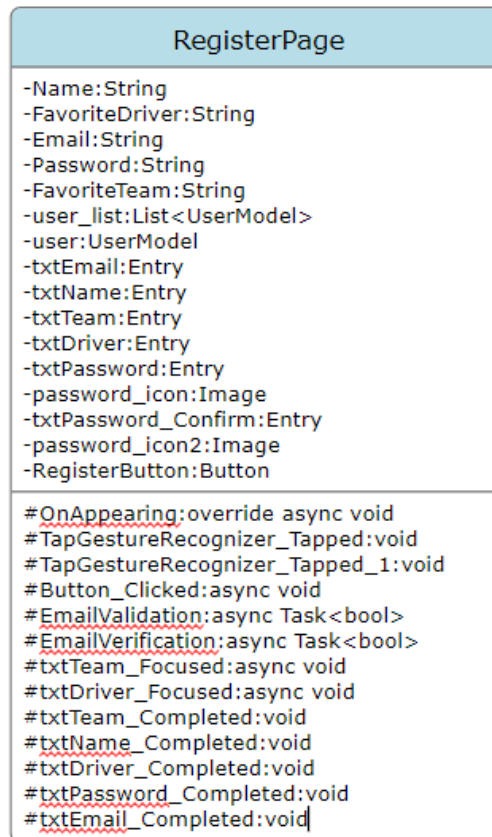 RegisterPage
-Name:String
-FavoriteDriver:String
-Email:String
-Password:String
-FavoriteTeam:String
-user_list:List<UserModel>
-user:UserModel
-txtEmail:Entry
-txtName:Entry
-txtTeam:Entry
-txtDriver:Entry
-txtPassword:Entry
-password_icon:Image
-txtPassword_Confirm:Entry
-password_icon2:Image
-RegisterButton:Button
#OnAppearing:override async void
#TapGestureRecognizer_Tapped:void
#TapGestureRecognizer_Tapped_1:void
#Button_Clicked:async void
#EmailValidation:async Task<bool>
#EmailVerification:async Task<bool>
#txtTeam_Focused:async void
#txtDriver_Focused:async void
#txtTeam_Completed:void
#txtName_Completed:void
#txtDriver_Completed:void
#txtPassword_Completed:void
#txtEmail_Completed:void